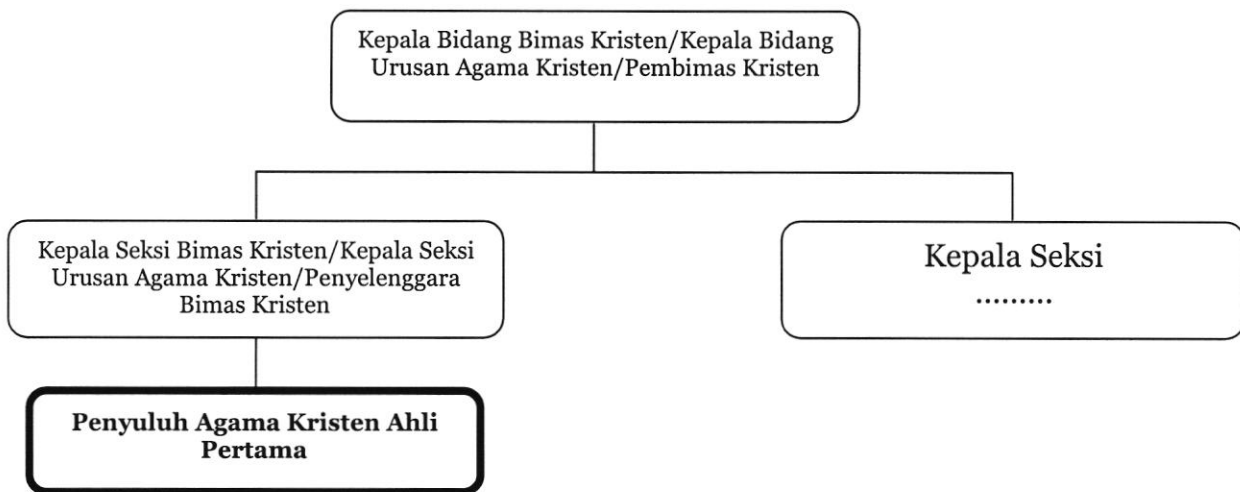 Kepala Bidang Bimas Kristen/Kepala Bidang
Urusan Agama Kristen/Pembimas Kristen
Kepala Seksi Bimas Kristen/Kepala Seksi
Urusan Agama Kristen/Penyelenggara
Bimas Kristen
Kepala Seksi
.........
Penyuluh Agama Kristen Ahli
Pertama